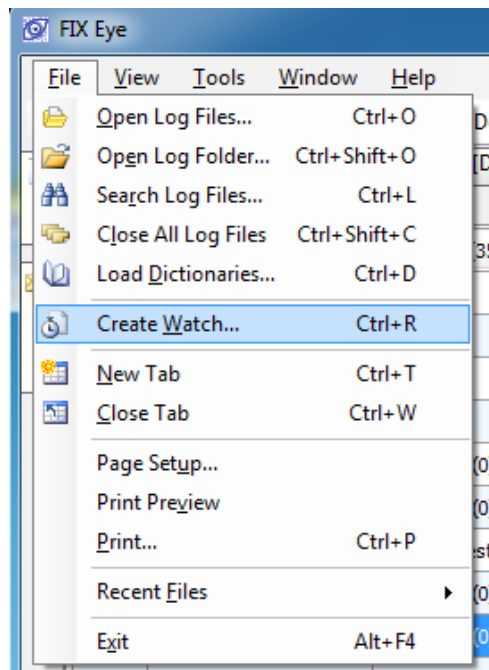 FIX Eye
File View Tools Window Help
Open Log Files... Ctrl+O
Open Log Folder... Ctrl+Shift+O
Search Log Files... Ctrl+L
Close All Log Files Ctrl+Shift+C
Load Dictionaries... Ctrl+D
Create Watch... Ctrl+R
New Tab Ctrl+T
Close Tab Ctrl+W
Page Setup...
Print Preview
Print... Ctrl+P
Recent Files
Exit Alt+F4